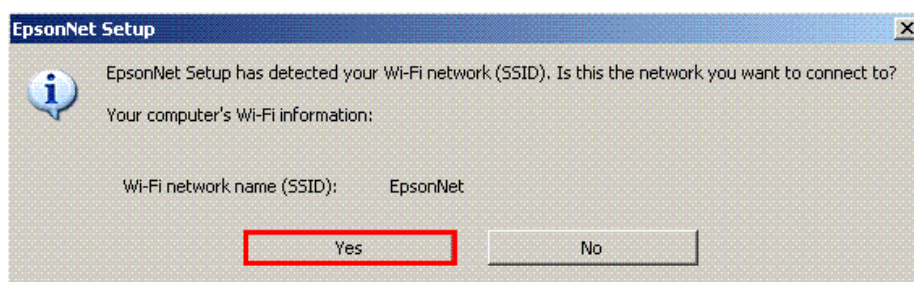 EpsonNet Setup
EpsonNet Setup has detected your Wi-Fi network (SSID). Is this the network you want to connect to?
Your computer's Wi-Fi information:
Wi-Fi network name (SSID): EpsonNet
Yes No